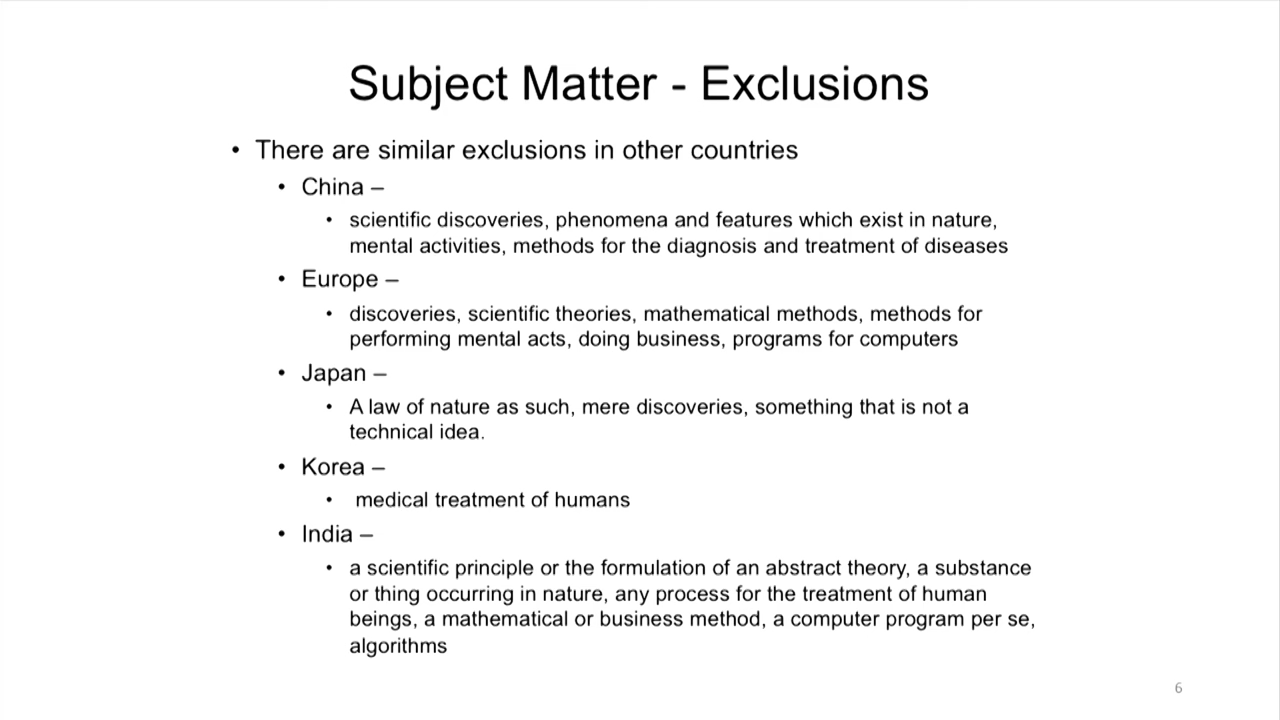 Subject Matter - Exclusions
• There are similar exclusions in other countries
• China –
• scientific discoveries, phenomena and features which exist in nature,
mental activities, methods for the diagnosis and treatment of diseases
• Europe –
• discoveries, scientific theories, mathematical methods, methods for
performing mental acts, doing business, programs for computers
• Japan –
• A law of nature as such, mere discoveries, something that is not a
technical idea.
• Korea –
• medical treatment of humans
• India –
• a scientific principle or the formulation of an abstract theory, a substance
or thing occurring in nature, any process for the treatment of human
beings, a mathematical or business method, a computer program per se,
algorithms
6